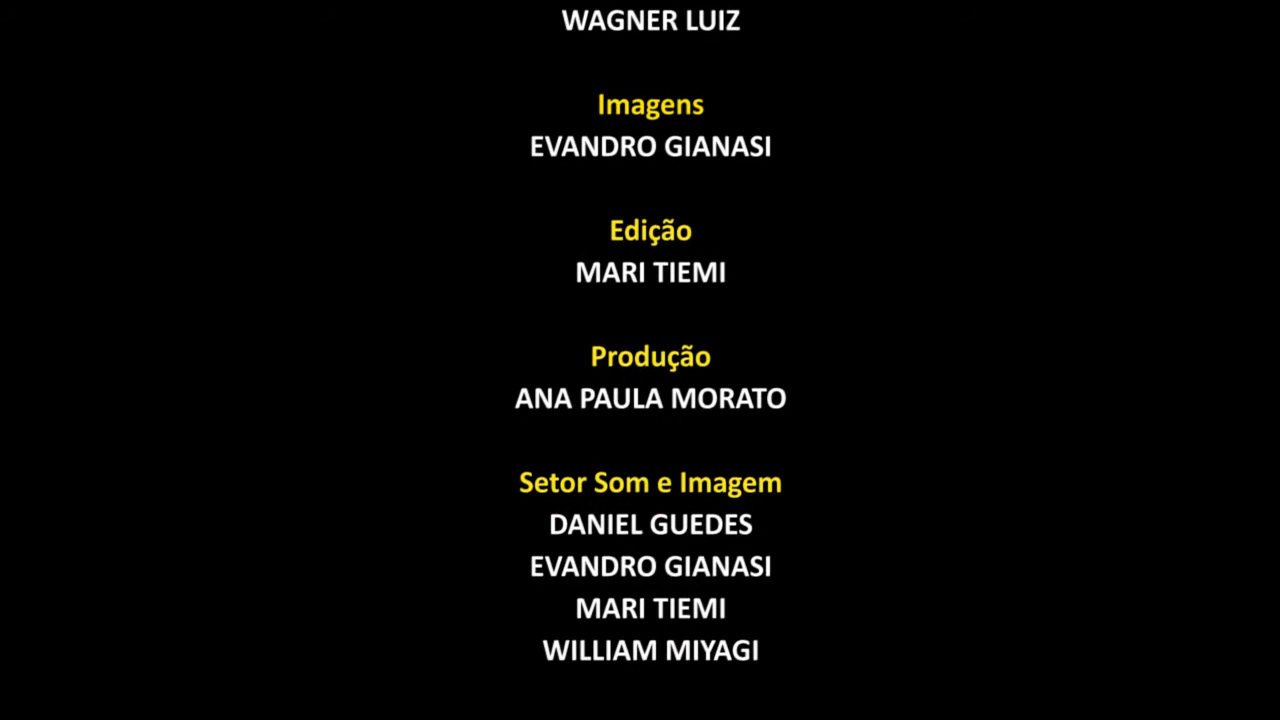 WAGNER LUIZ
Imagens
EVANDRO GIANASI
Edição
MARI TIEMI
Produção
ANA PAULA MORATO
Setor Som e Imagem
DANIEL GUEDES
EVANDRO GIANASI
MARI TIEMI
WILLIAM MIYAGI